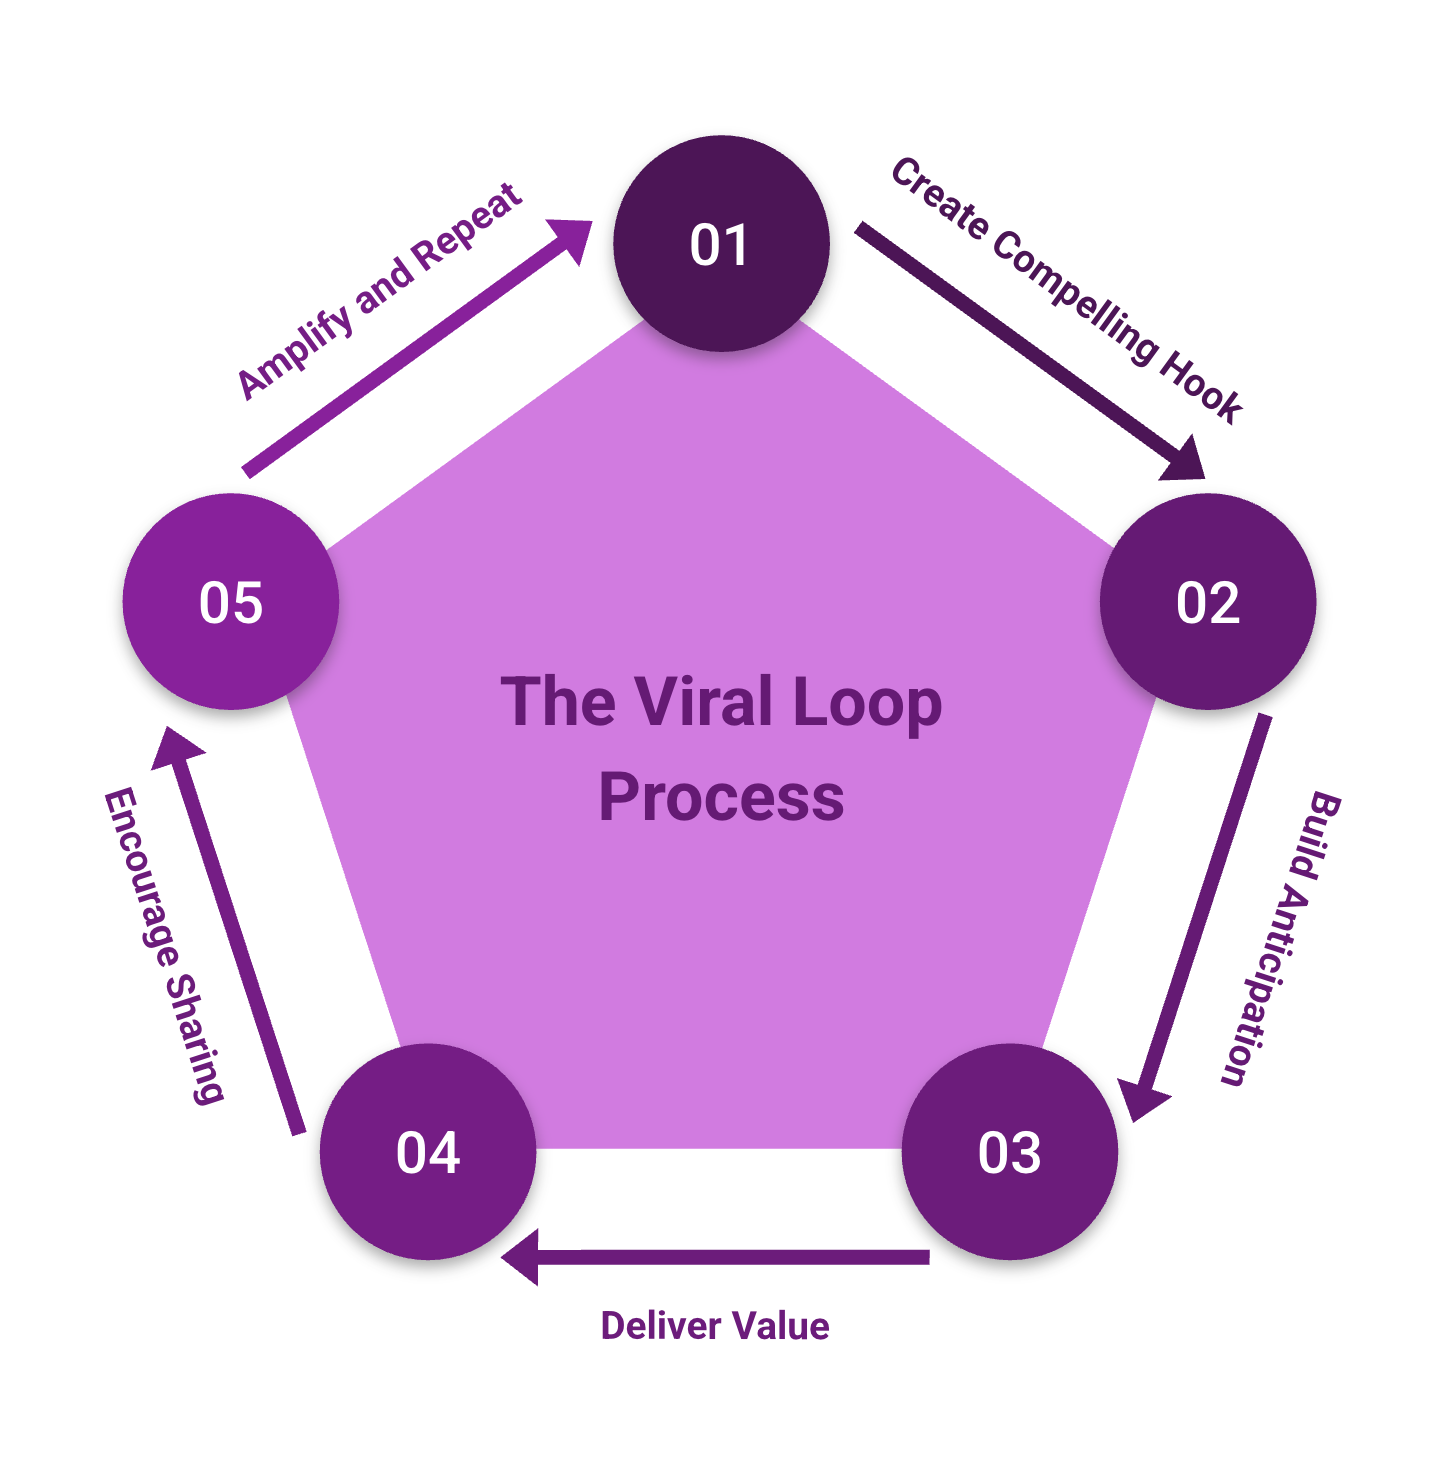 The Viral Loop
Process
01
Create Compelling Hook
02
Build Anticipation
03
Deliver Value
04
Encourage Sharing
05
Amplify and Repeat